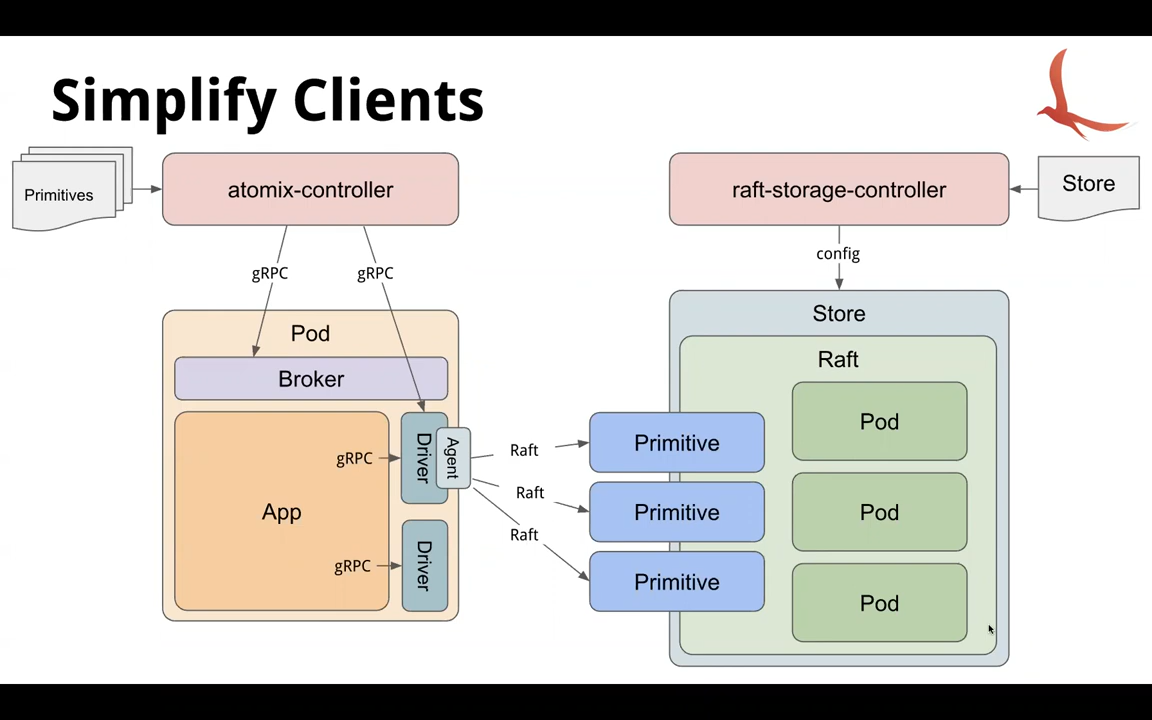 Simplify Clients
Primitives
atomix-controller
raft-storage-controller
Store
gRPC
gRPC
config
Pod
Broker
App
gRPC
gRPC
Driver
Agent
Driver
Raft
Raft
Raft
Store
Raft
Primitive
Primitive
Primitive
Pod
Pod
Pod